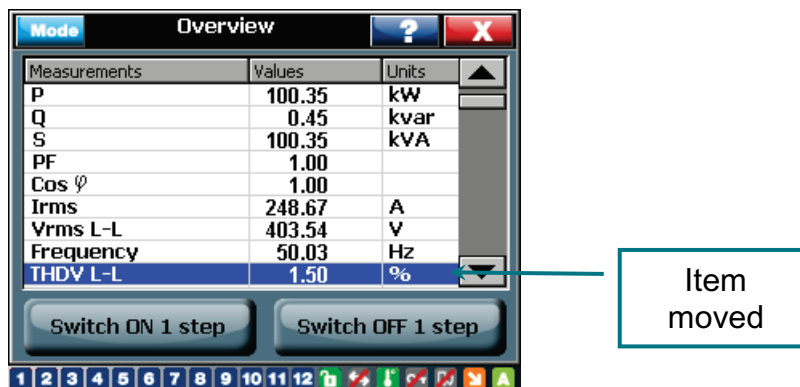 Mode Overview ? X
Measurements Values Units
P 100.35 kW
Q 0.45 kvar
S 100.35 kVA
PF 1.00
Cos φ 1.00
Irms 248.67 A
Vrms L-L 403.54 V
Frequency 50.03 Hz
THDV L-L 1.50 %
Item
moved
Switch ON 1 step Switch OFF 1 step
1 2 3 4 5 6 7 8 9 10 11 12 A